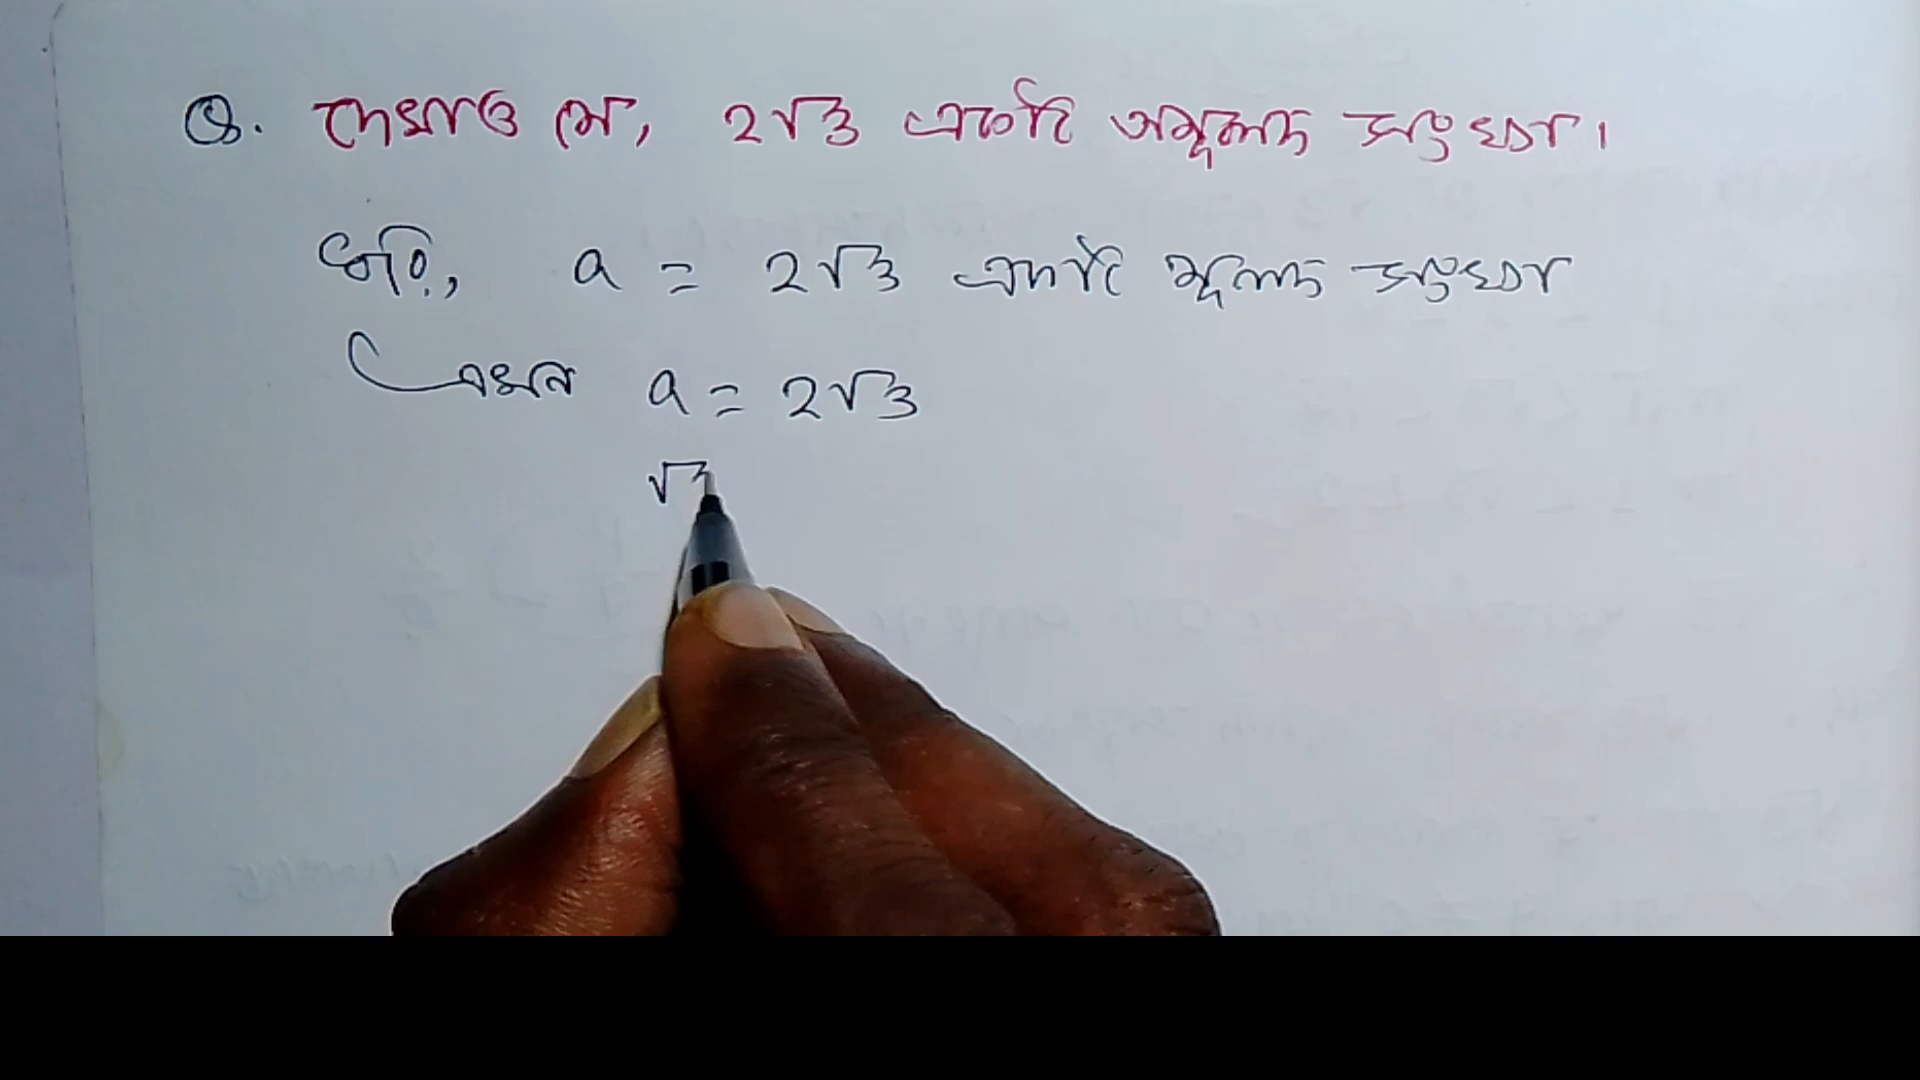 Q. দেখাও যে, 2√3 একটি অমূলদ সংখ্যা।
ধরি, a = 2√3 একটি মূলদ সংখ্যা
এখন a = 2√3
√3